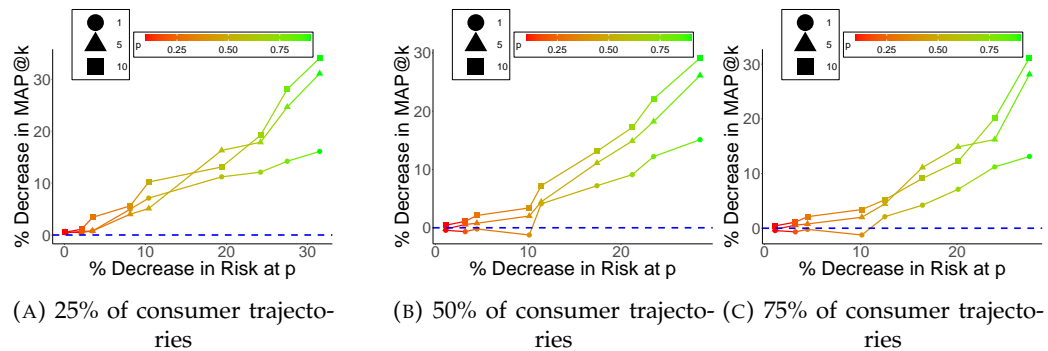 1
5
10
p
0.25 0.50 0.75
% Decrease in MAP@k
30
20
10
0
0 10 20 30
% Decrease in Risk at p
(A) 25% of consumer trajecto-
ries
1
5
10
p
0.25 0.50 0.75
% Decrease in MAP@k
30
20
10
0
10 20
% Decrease in Risk at p
(B) 50% of consumer trajecto-
ries
1
5
10
p
0.25 0.50 0.75
% Decrease in MAP@k
30
20
10
0
10 20
% Decrease in Risk at p
(C) 75% of consumer trajecto-
ries